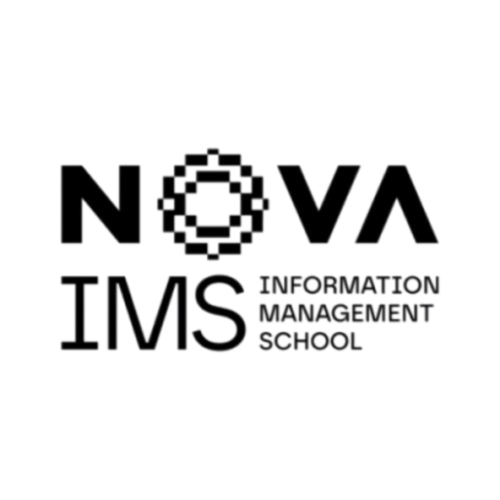 NOVA
IMS
INFORMATION
MANAGEMENT
SCHOOL